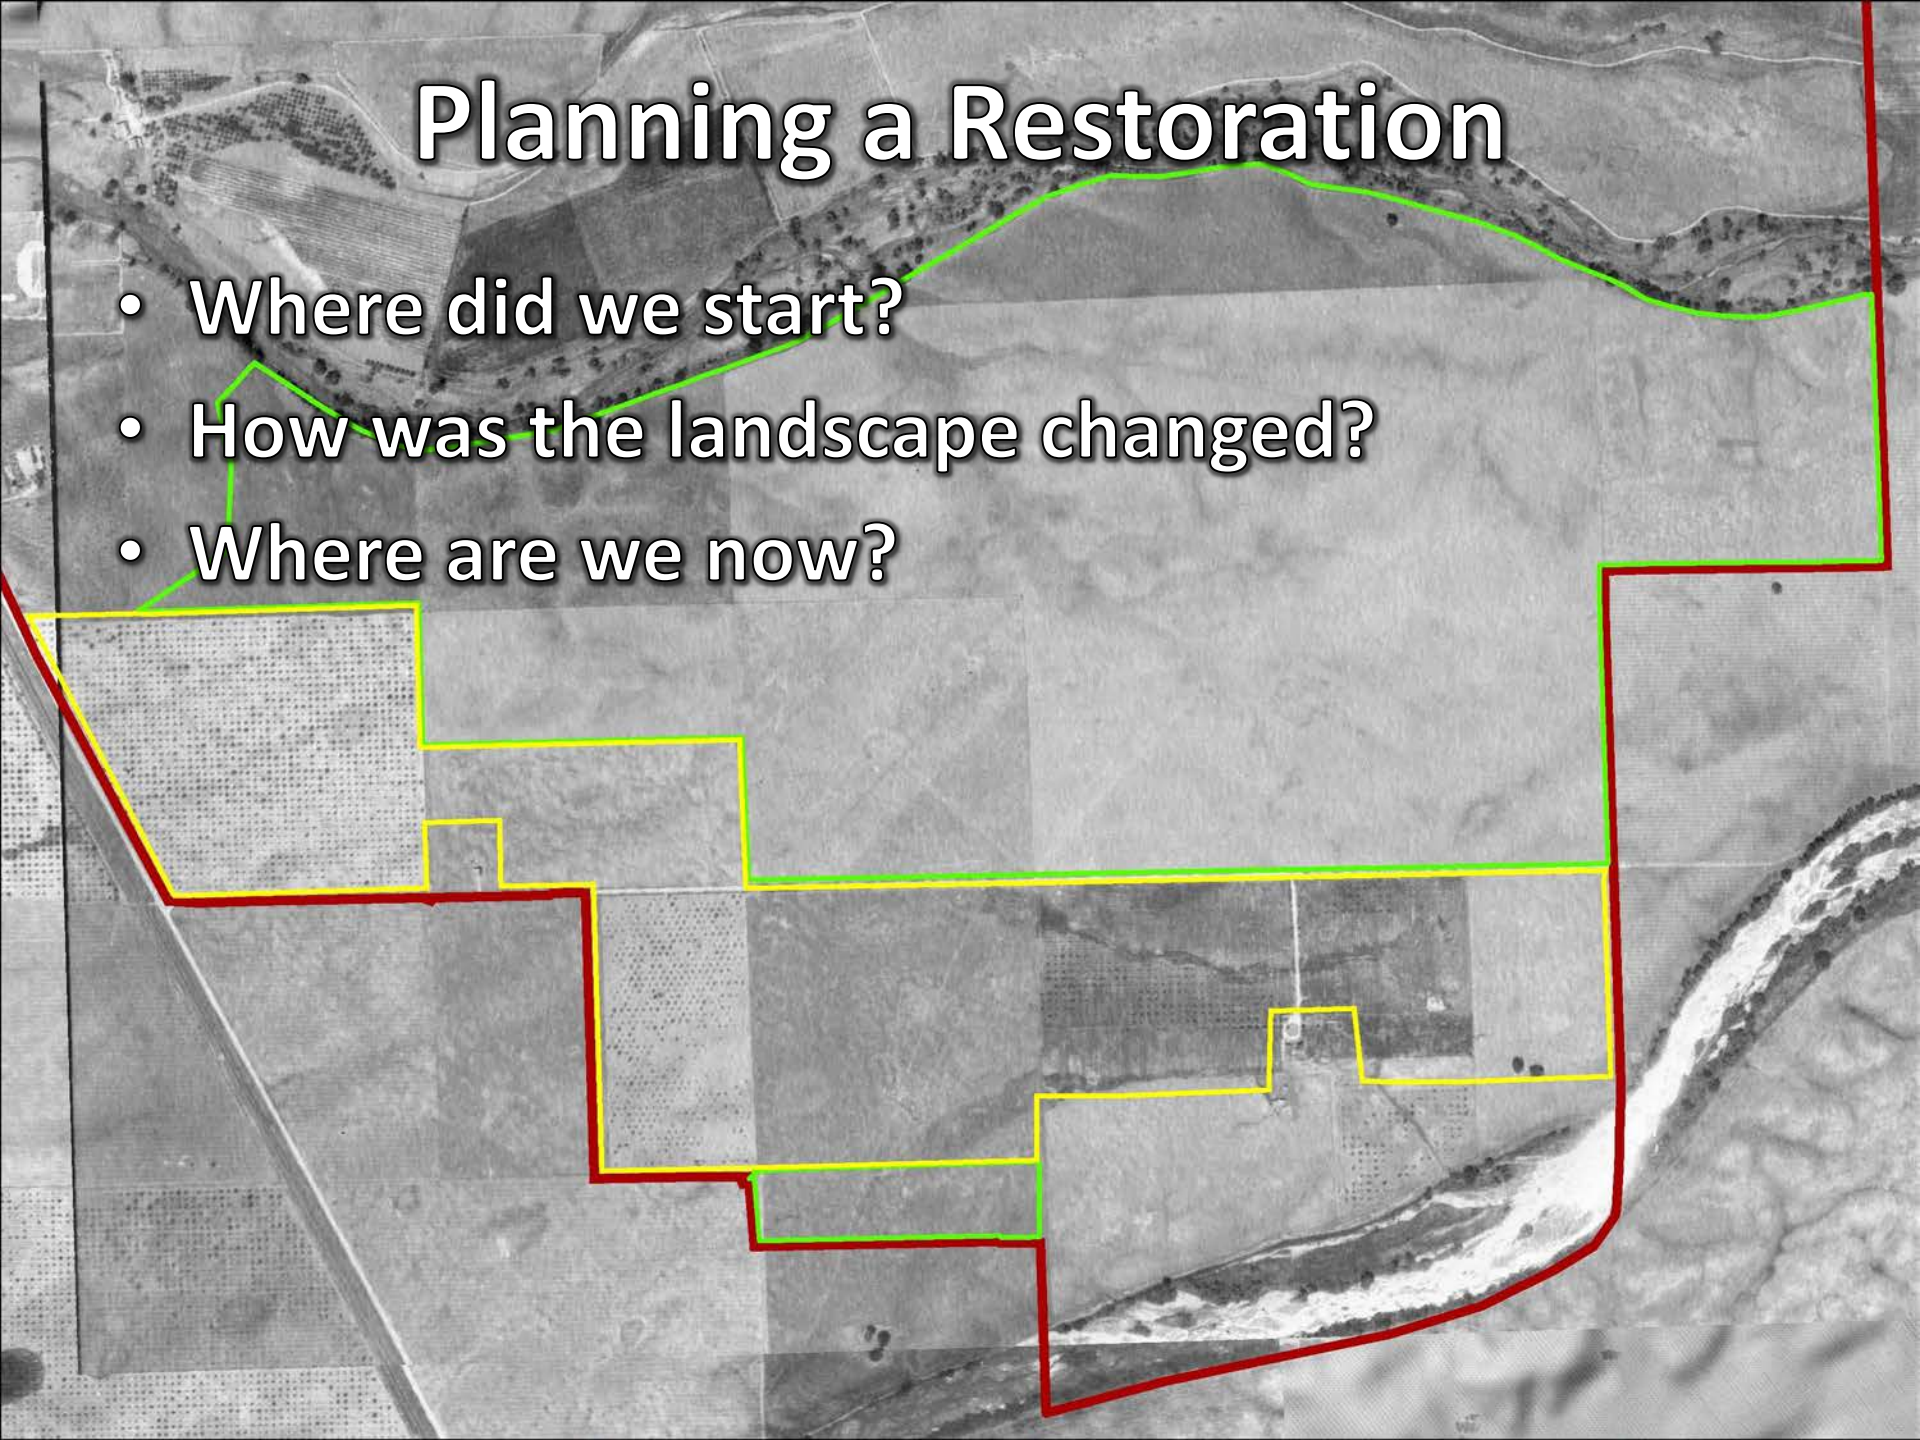 Planning a Restoration
• Where did we start?
• How was the landscape changed?
• Where are we now?